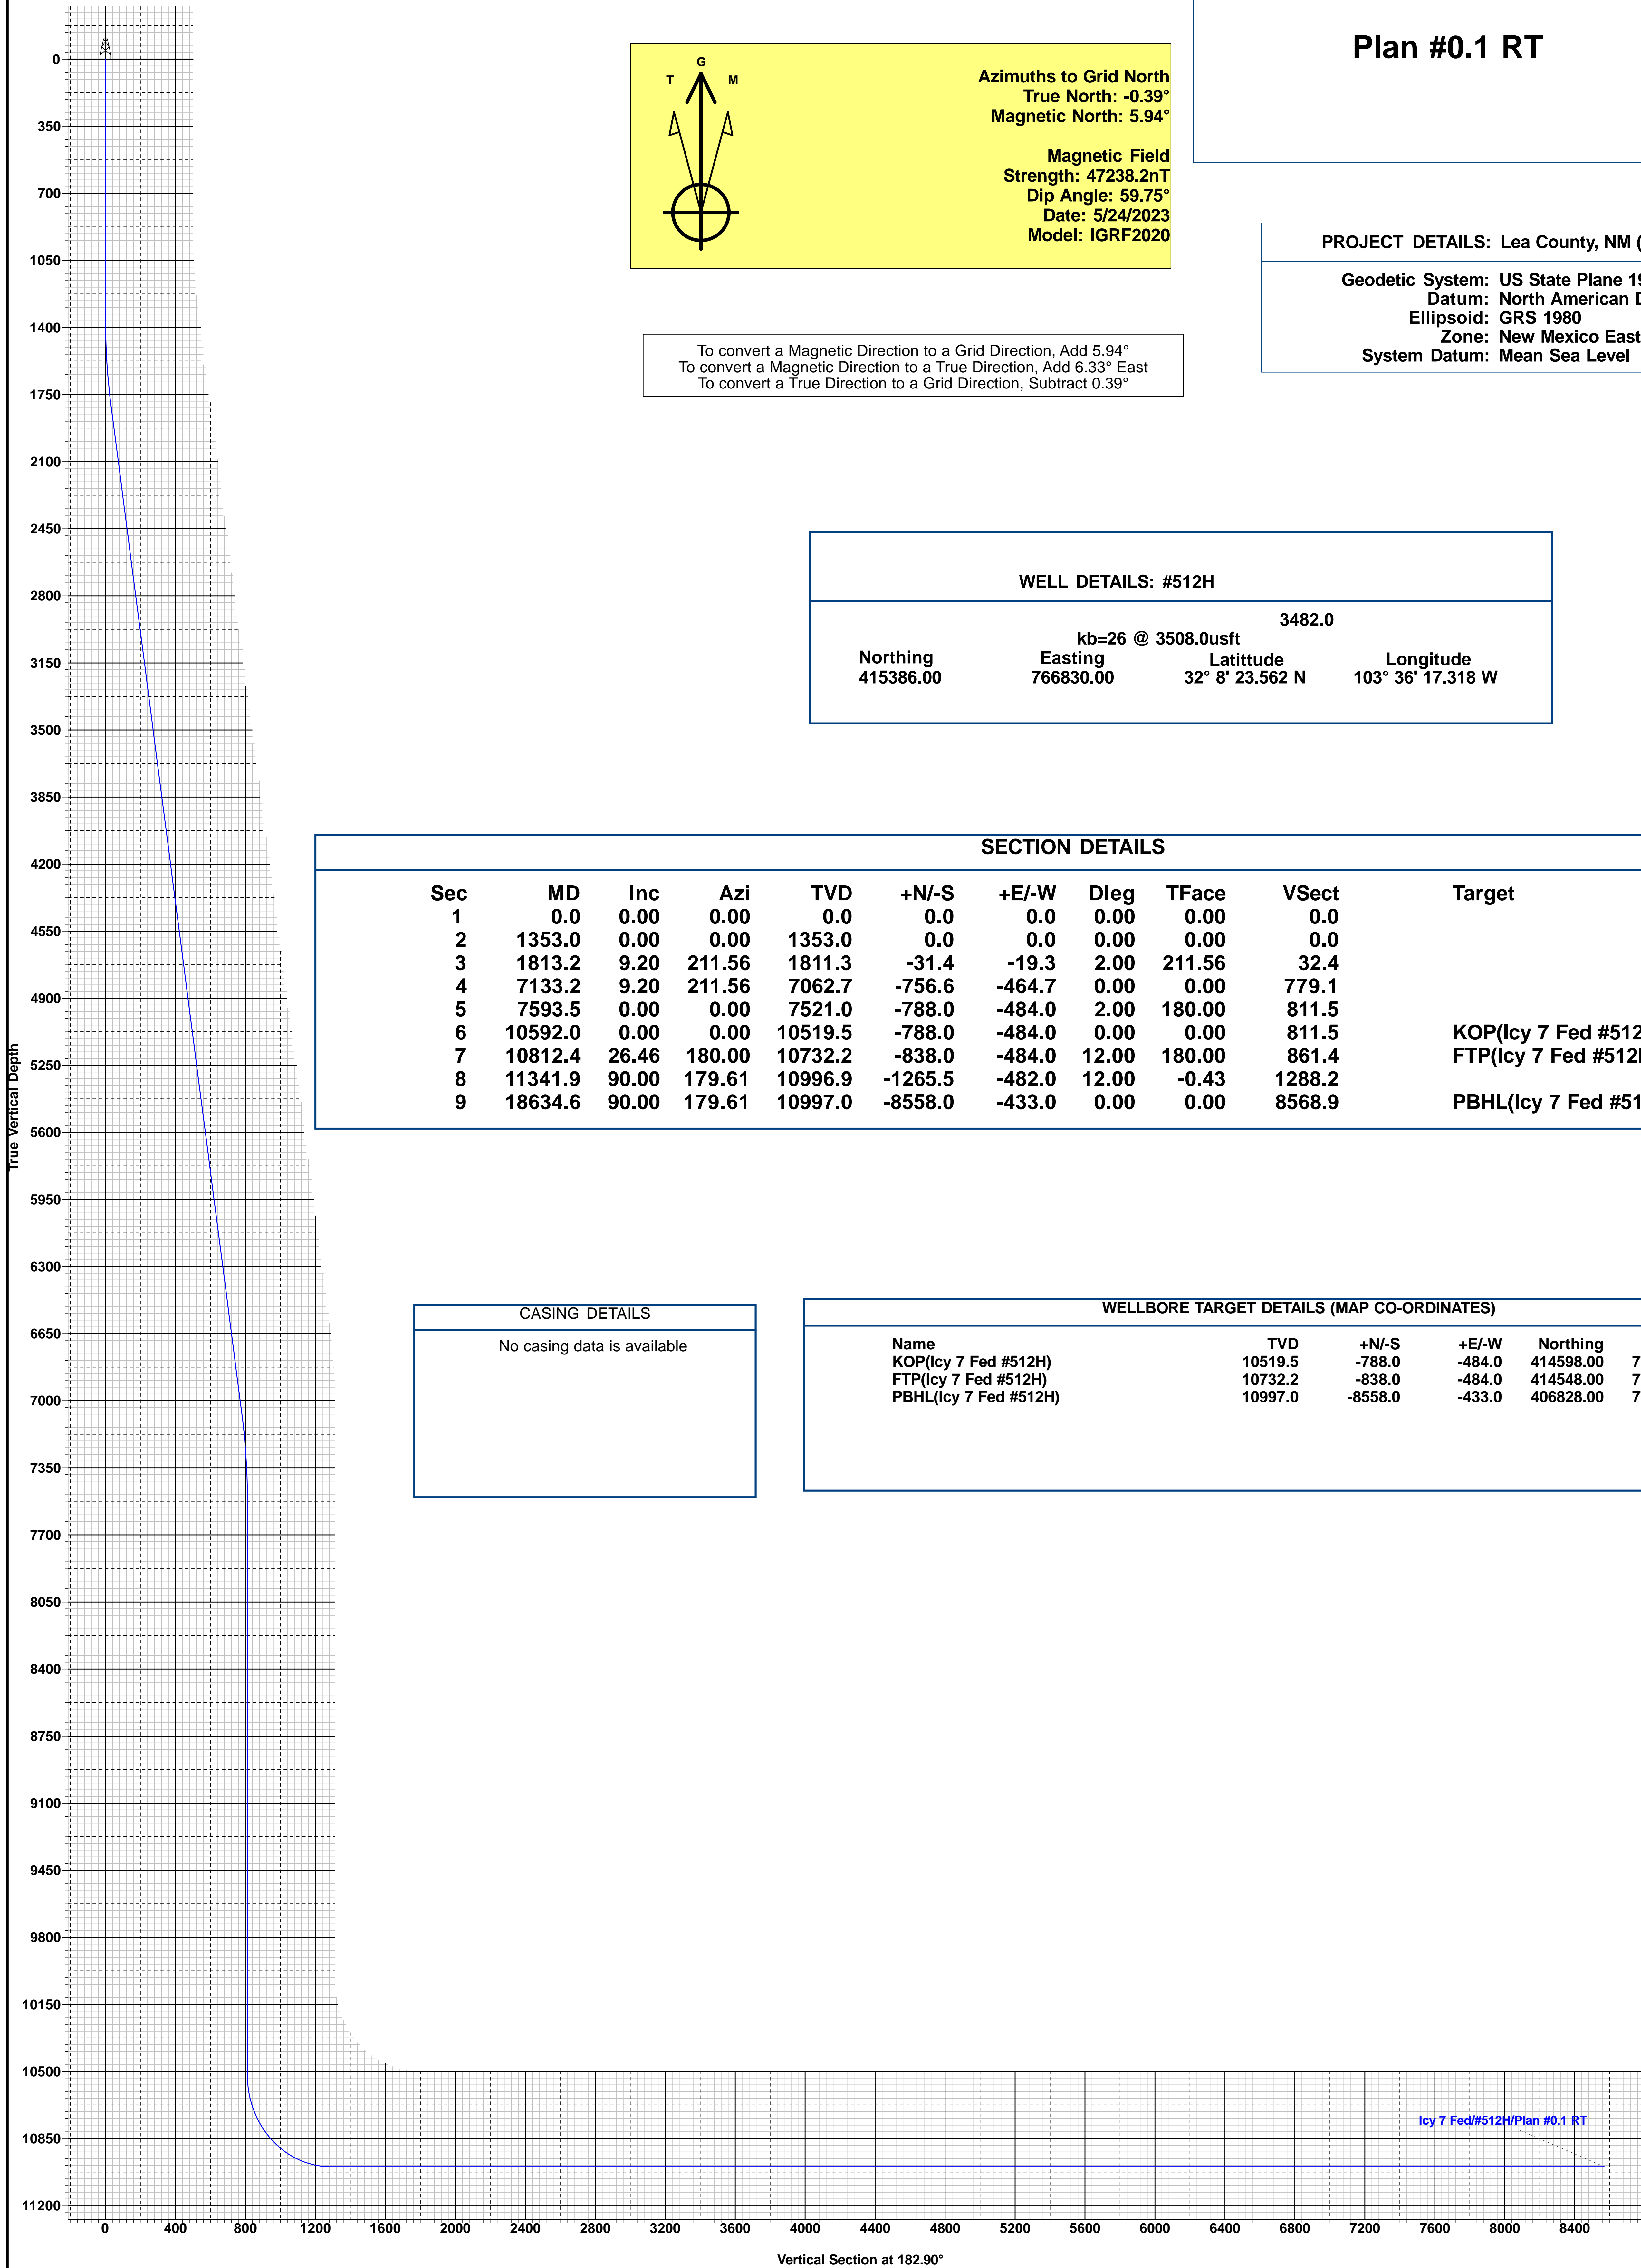 Plan #0.1 RT
G
T M
Azimuths to Grid North
True North: -0.39°
Magnetic North: 5.94°
Magnetic Field
Strength: 47238.2nT
Dip Angle: 59.75°
Date: 5/24/2023
Model: IGRF2020
PROJECT DETAILS: Lea County, NM (
Geodetic System: US State Plane 19
Datum: North American D
Ellipsoid: GRS 1980
Zone: New Mexico East
System Datum: Mean Sea Level
To convert a Magnetic Direction to a Grid Direction, Add 5.94°
To convert a Magnetic Direction to a True Direction, Add 6.33° East
To convert a True Direction to a Grid Direction, Subtract 0.39°
WELL DETAILS: #512H
3482.0
kb=26 @ 3508.0usft
Northing Easting Latittude Longitude
415386.00 766830.00 32° 8' 23.562 N 103° 36' 17.318 W
SECTION DETAILS
Sec MD Inc Azi TVD +N/-S +E/-W Dleg TFace VSect Target
1 0.0 0.00 0.00 0.0 0.0 0.0 0.00 0.00 0.0
2 1353.0 0.00 0.00 1353.0 0.0 0.0 0.00 0.00 0.0
3 1813.2 9.20 211.56 1811.3 -31.4 -19.3 2.00 211.56 32.4
4 7133.2 9.20 211.56 7062.7 -756.6 -464.7 0.00 0.00 779.1
5 7593.5 0.00 0.00 7521.0 -788.0 -484.0 2.00 180.00 811.5
6 10592.0 0.00 0.00 10519.5 -788.0 -484.0 0.00 0.00 811.5 KOP(Icy 7 Fed #512
7 10812.4 26.46 180.00 10732.2 -838.0 -484.0 12.00 180.00 861.4 FTP(Icy 7 Fed #512H
8 11341.9 90.00 179.61 10996.9 -1265.5 -482.0 12.00 -0.43 1288.2
9 18634.6 90.00 179.61 10997.0 -8558.0 -433.0 0.00 0.00 8568.9 PBHL(Icy 7 Fed #51
CASING DETAILS
No casing data is available
WELLBORE TARGET DETAILS (MAP CO-ORDINATES)
Name TVD +N/-S +E/-W Northing
KOP(Icy 7 Fed #512H) 10519.5 -788.0 -484.0 414598.00 7
FTP(Icy 7 Fed #512H) 10732.2 -838.0 -484.0 414548.00 7
PBHL(Icy 7 Fed #512H) 10997.0 -8558.0 -433.0 406828.00 7
True Vertical Depth
0
350
700
1050
1400
1750
2100
2450
2800
3150
3500
3850
4200
4550
4900
5250
5600
5950
6300
6650
7000
7350
7700
8050
8400
8750
9100
9450
9800
10150
10500
10850
11200
Icy 7 Fed/#512H/Plan #0.1 RT
0 400 800 1200 1600 2000 2400 2800 3200 3600 4000 4400 4800 5200 5600 6000 6400 6800 7200 7600 8000 8400
Vertical Section at 182.90°